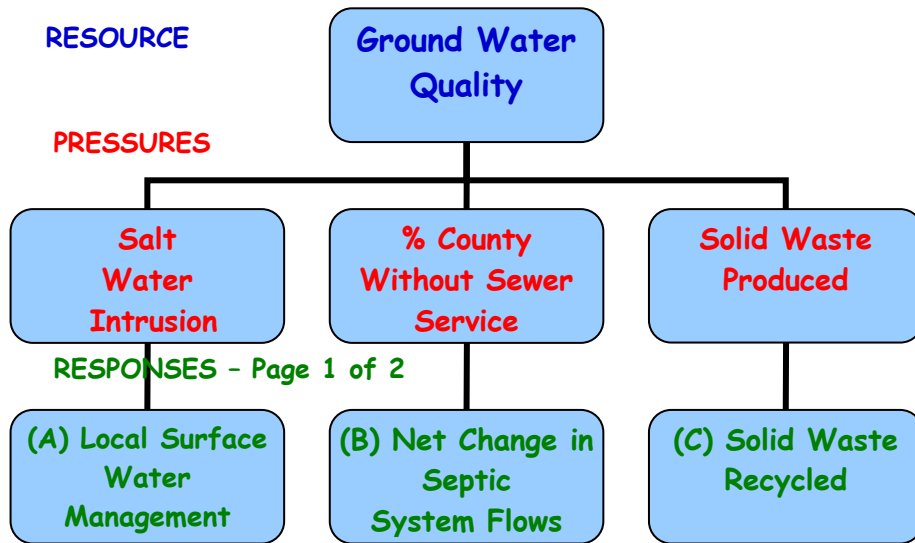 RESOURCE
Ground Water
Quality
PRESSURES
Salt
Water
Intrusion
% County
Without Sewer
Service
Solid Waste
Produced
RESPONSES – Page 1 of 2
(A) Local Surface
Water
Management
(B) Net Change in
Septic
System Flows
(C) Solid Waste
Recycled